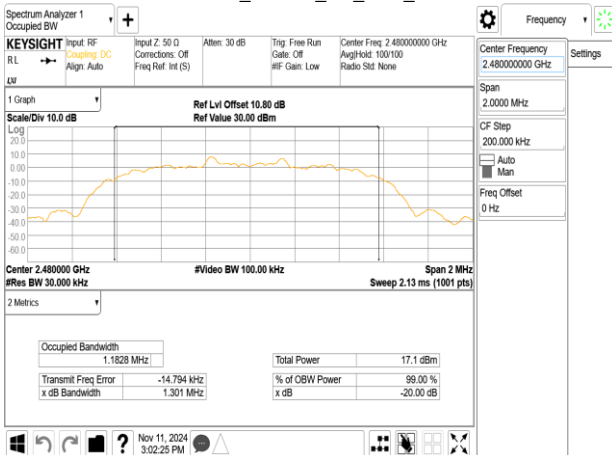 Spectrum Analyzer 1
Occupied BW
Frequency
KEYSIGHT Input: RF Input Z: 50 Ω Atten: 30 dB Trig: Free Run Center Freq: 2.480000000 GHz
RL Coupling: DC Corrections: Off Gate: Off Avg|Hold: 100/100
Align: Auto Freq Ref: Int (S) #IF Gain: Low Radio Std: None
LXI
Center Frequency
2.480000000 GHz
Settings
Span
2.0000 MHz
CF Step
200.000 kHz
Auto
Man
Freq Offset
0 Hz
1 Graph
Ref Lvl Offset 10.80 dB
Scale/Div 10.0 dB Ref Value 30.00 dBm
Log
20.0
10.0
0.00
-10.0
-20.0
-30.0
-40.0
-50.0
-60.0
Center 2.480000 GHz #Video BW 100.00 kHz Span 2 MHz
#Res BW 30.000 kHz Sweep 2.13 ms (1001 pts)
2 Metrics
Occupied Bandwidth
1.1828 MHz Total Power 17.1 dBm
Transmit Freq Error -14.794 kHz % of OBW Power 99.00 %
x dB Bandwidth 1.301 MHz x dB -20.00 dB
Nov 11, 2024
3:02:25 PM